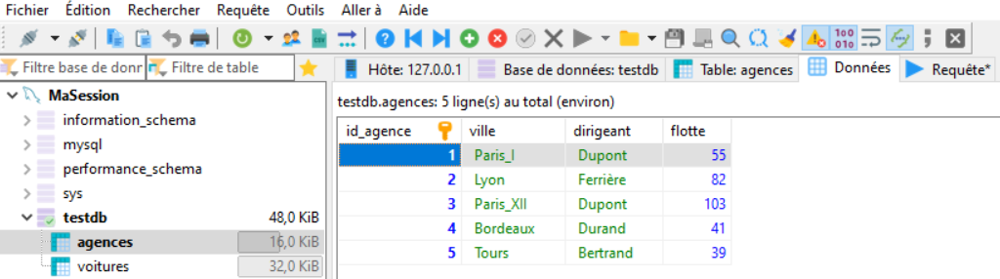 Fichier Édition Rechercher Requête Outils Aller à Aide
Filtre base de donr Filtre de table
Hôte: 127.0.0.1 Base de données: testdb Table: agences Données Requête*
MaSession
information_schema
mysql
performance_schema
sys
testdb 48,0 KiB
agences 16,0 KiB
voitures 32,0 KiB
testdb.agences: 5 ligne(s) au total (environ)
id_agence ville dirigeant flotte
1 Paris_I Dupont 55
2 Lyon Ferrière 82
3 Paris_XII Dupont 103
4 Bordeaux Durand 41
5 Tours Bertrand 39